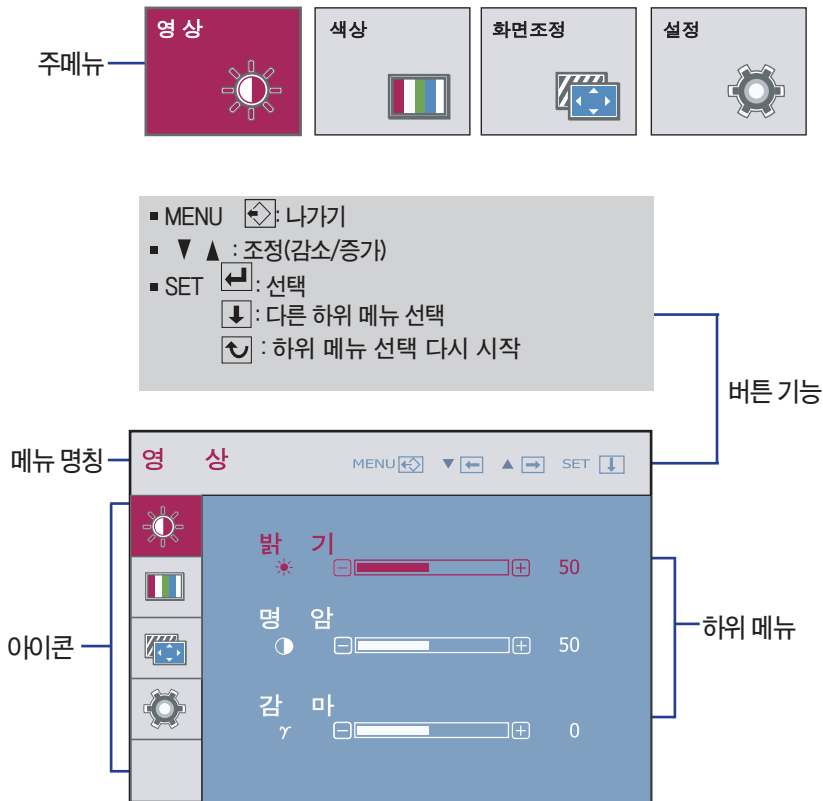 영 상
색상
화면조정
설정
주메뉴
MENU : 나가기
▼ ▲ : 조정(감소/증가)
SET : 선택
: 다른 하위 메뉴 선택
: 하위 메뉴 선택 다시 시작
버튼 기능
메뉴 명칭
영 상
MENU ▼ ▲ SET
밝 기
50
명 암
50
감 마
γ 0
아이콘
하위 메뉴